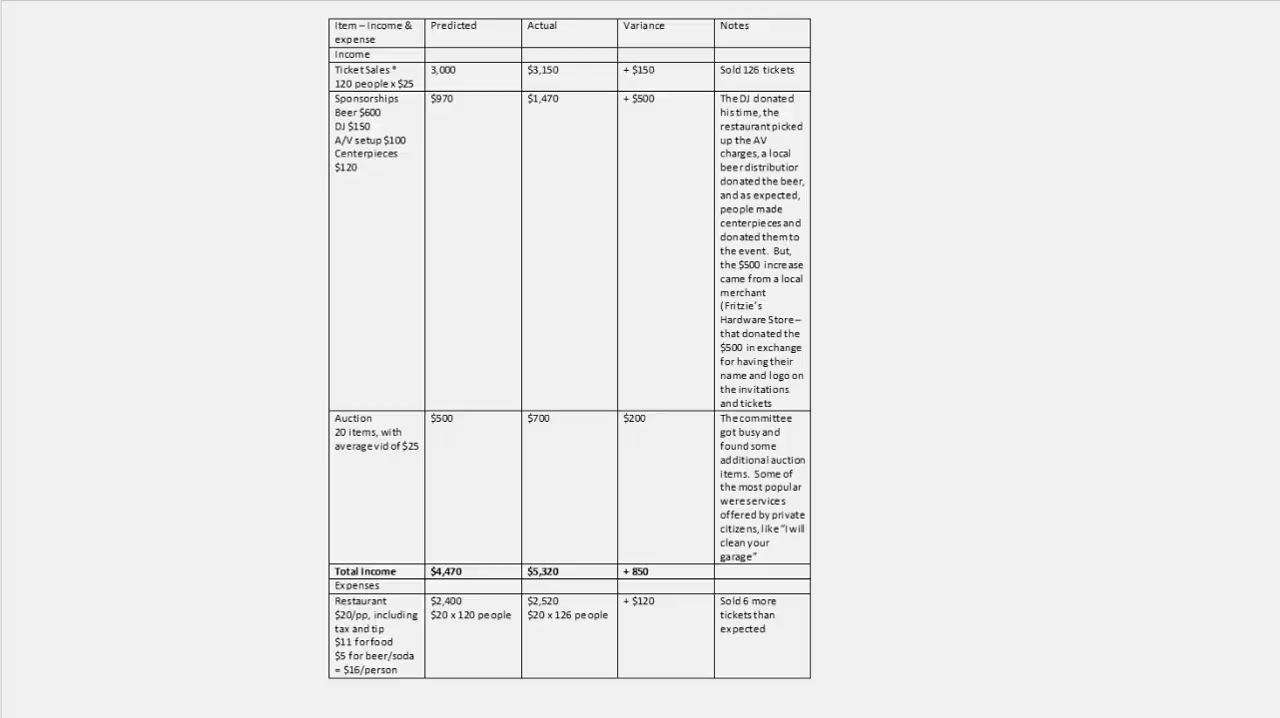 Item – Income & expense Predicted Actual Variance Notes
Income
Ticket Sales * 3,000 $3,150 + $150 Sold 126 tickets
120 people x $25
Sponsorships $970 $1,470 + $500 The DJ donated
Beer $600 his time, the
DJ $150 restaurant picked
A/V setup $100 up the AV
Centerpieces charges, a local
$120 beer distributior
donated the beer,
and as expected,
people made
centerpieces and
donated them to
the event. But,
the $500 increase
came from a local
merchant
(Fritzie's
Hardware Store –
that donated the
$500 in exchange
for having their
name and logo on
the invitations
and tickets
Auction $500 $700 $200 The committee
20 items, with got busy and
average vid of $25 found some
additional auction
items. Some of
the most popular
were services
offered by private
citizens, like "I will
clean your
garage"
Total Income $4,470 $5,320 + 850
Expenses
Restaurant $2,400 $2,520 + $120 Sold 6 more
$20/pp, including $20 x 120 people $20 x 126 people tickets than
tax and tip expected
$11 for food
$5 for beer/soda
= $16/person